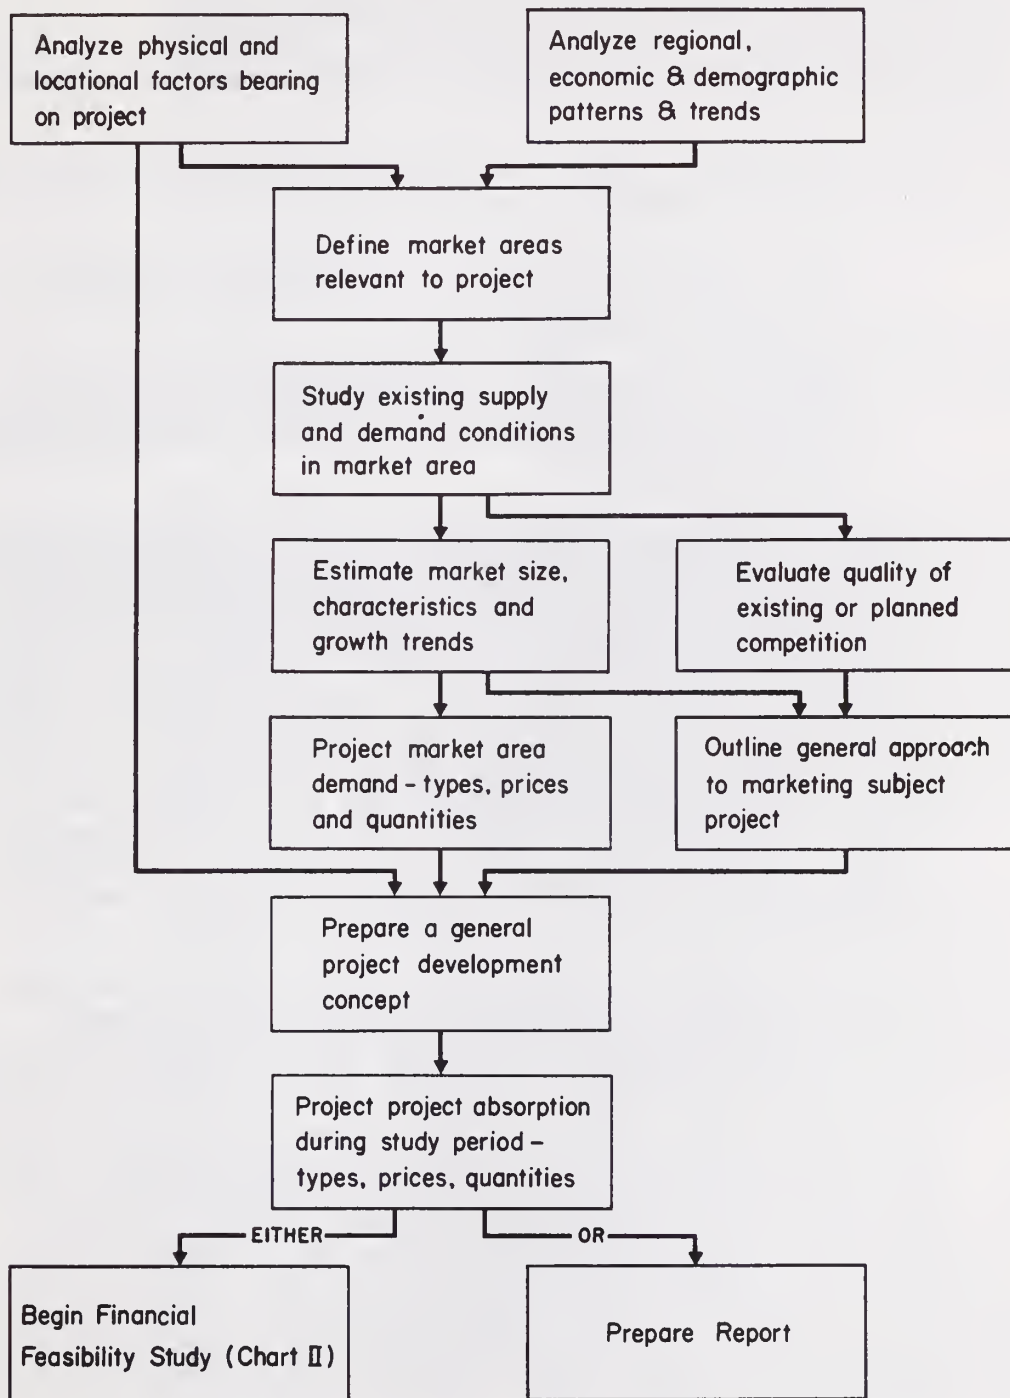 Analyze physical and
locational factors bearing
on project
Analyze regional,
economic & demographic
patterns & trends
Define market areas
relevant to project
Study existing supply
and demand conditions
in market area
Estimate market size,
characteristics and
growth trends
Evaluate quality of
existing or planned
competition
Project market area
demand - types, prices
and quantities
Outline general approach
to marketing subject
project
Prepare a general
project development
concept
Project project absorption
during study period -
types, prices, quantities
EITHER
OR
Begin Financial
Feasibility Study (Chart II)
Prepare Report